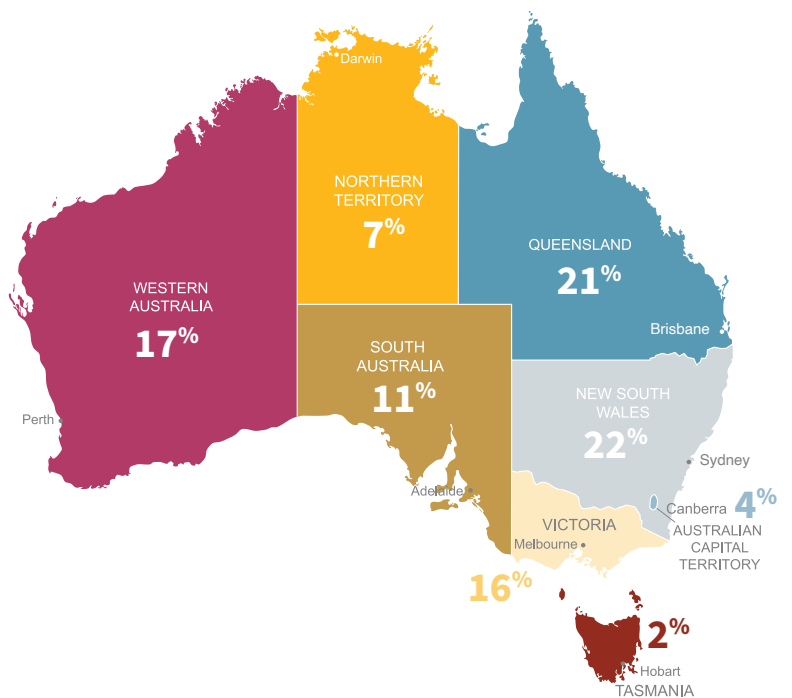 Darwin
NORTHERN
TERRITORY
7%
QUEENSLAND
21%
Brisbane
WESTERN
AUSTRALIA
17%
Perth
SOUTH
AUSTRALIA
11%
Adelaide
NEW SOUTH
WALES
22%
Sydney
Canberra 4%
AUSTRALIAN
CAPITAL
TERRITORY
VICTORIA
Melbourne
16%
2%
Hobart
TASMANIA